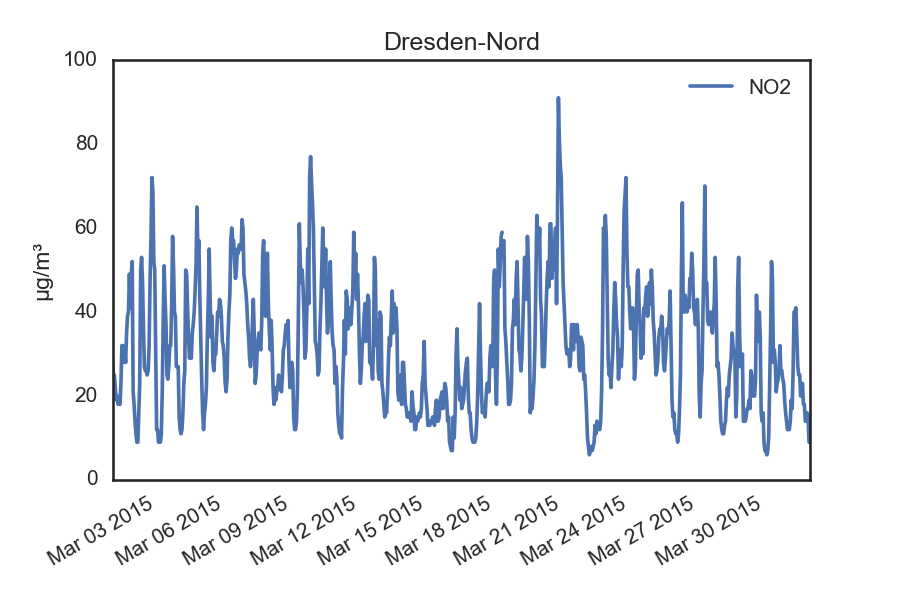 Dresden-Nord
100
80
60
40
20
0
µg/m³
NO2
Mar 03 2015
Mar 06 2015
Mar 09 2015
Mar 12 2015
Mar 15 2015
Mar 18 2015
Mar 21 2015
Mar 24 2015
Mar 27 2015
Mar 30 2015